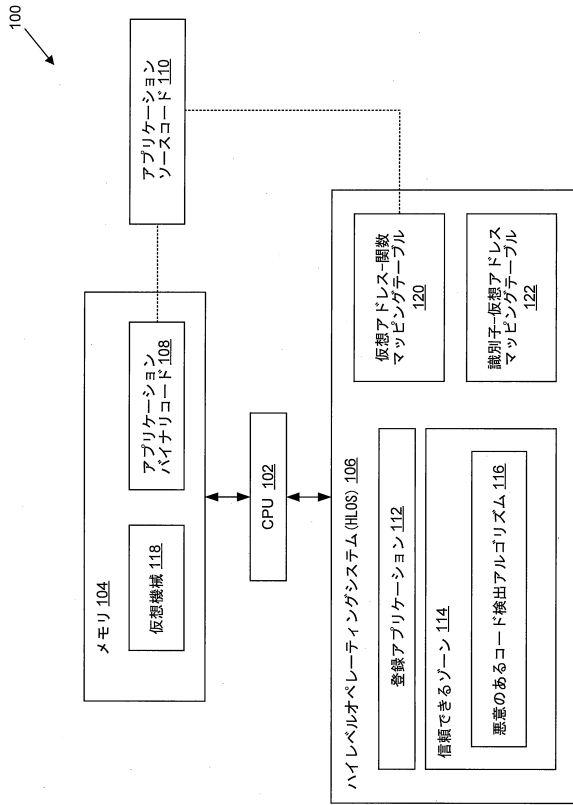 100
メモリ 104
仮想機械 118
アプリケーション
バイナリコード 108
アプリケーション
ソースコード 110
CPU 102
ハイレベルオペレーティングシステム(HLOS) 106
登録アプリケーション 112
信頼できるゾーン 114
悪意のあるコード検出アルゴリズム 116
仮想アドレス-関数
マッピングテーブル
120
識別子-仮想アドレス
マッピングテーブル
122